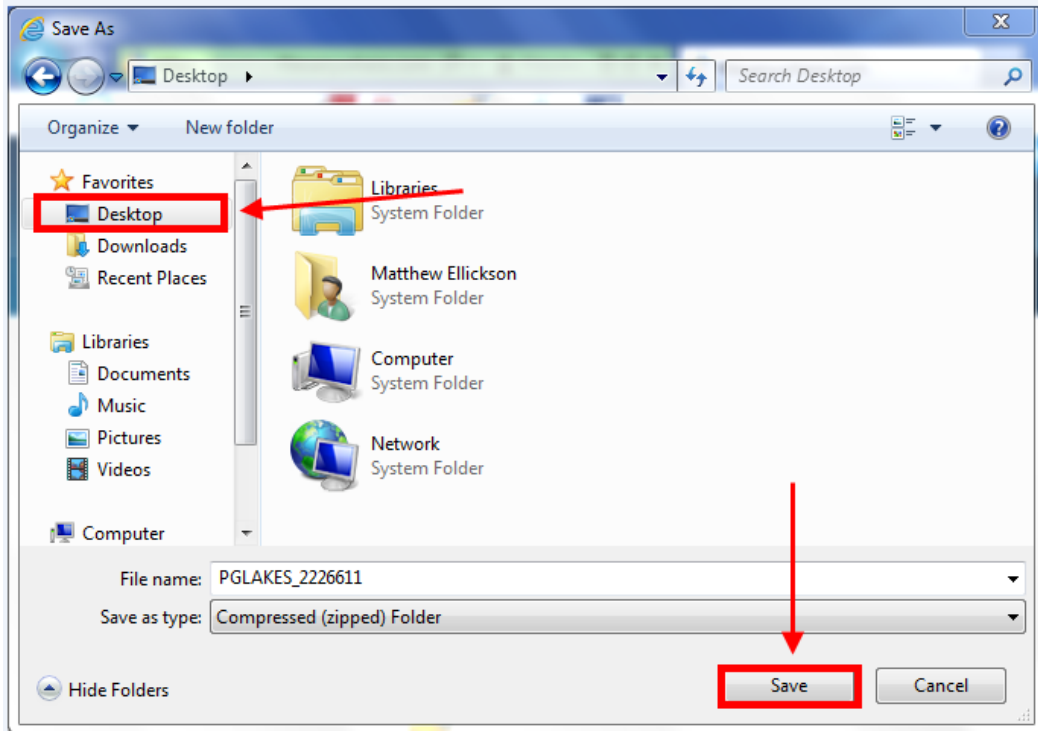 Save As
Desktop
Search Desktop
Organize
New folder
Favorites
Desktop
Downloads
Recent Places
Libraries
Documents
Music
Pictures
Videos
Computer
Libraries
System Folder
Matthew Ellickson
System Folder
Computer
System Folder
Network
System Folder
File name: PGLAKES_2226611
Save as type: Compressed (zipped) Folder
Hide Folders
Save
Cancel